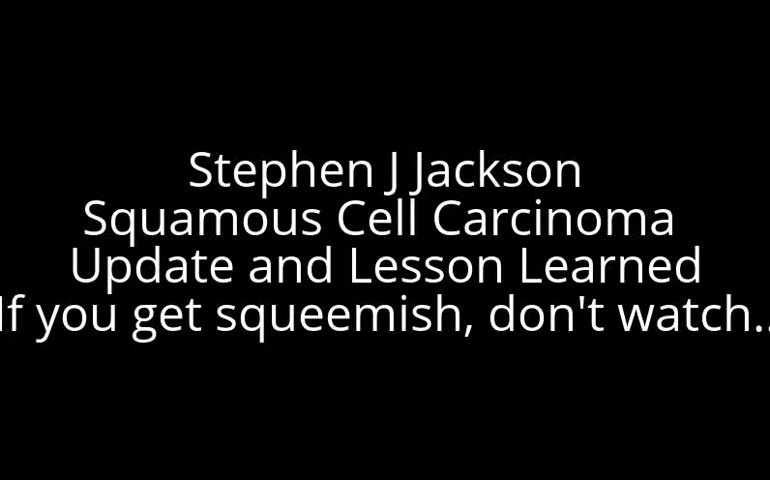 Stephen J Jackson
Squamous Cell Carcinoma
Update and Lesson Learned
If you get squeemish, don't watch..